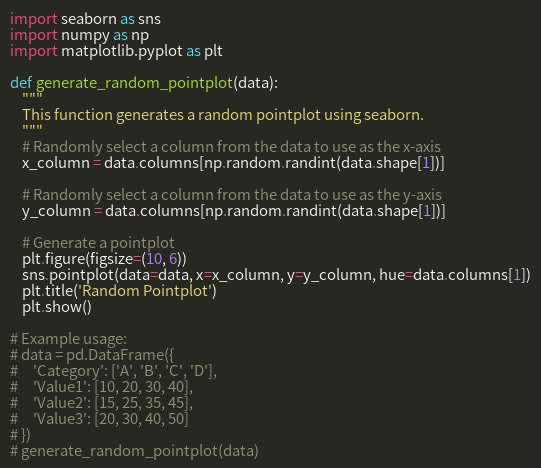 import seaborn as sns
import numpy as np
import matplotlib.pyplot as plt

def generate_random_pointplot(data):
    """
    This function generates a random pointplot using seaborn.
    """
    # Randomly select a column from the data to use as the x-axis
    x_column = data.columns[np.random.randint(data.shape[1])]

    # Randomly select a column from the data to use as the y-axis
    y_column = data.columns[np.random.randint(data.shape[1])]

    # Generate a pointplot
    plt.figure(figsize=(10, 6))
    sns.pointplot(data=data, x=x_column, y=y_column, hue=data.columns[1])
    plt.title('Random Pointplot')
    plt.show()

# Example usage:
# data = pd.DataFrame({
#     'Category': ['A', 'B', 'C', 'D'],
#     'Value1': [10, 20, 30, 40],
#     'Value2': [15, 25, 35, 45],
#     'Value3': [20, 30, 40, 50]
# })
# generate_random_pointplot(data)